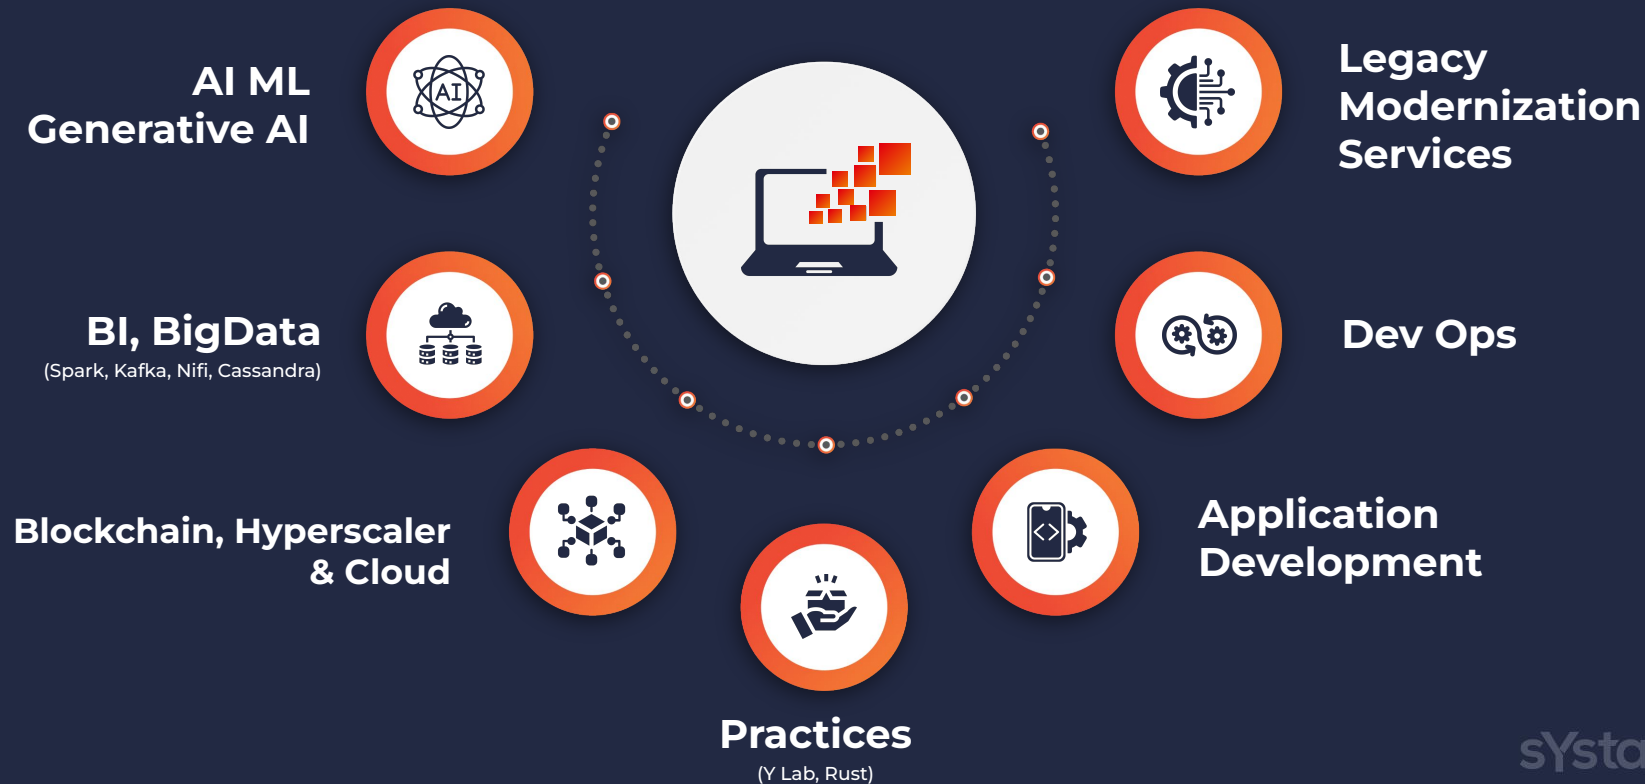 AI ML
Generative AI
AI
Legacy
Modernization
Services
BI, BigData
(Spark, Kafka, Nifi, Cassandra)
Dev Ops
Blockchain, Hyperscaler
& Cloud
Application
Development
Practices
(Y Lab, Rust)